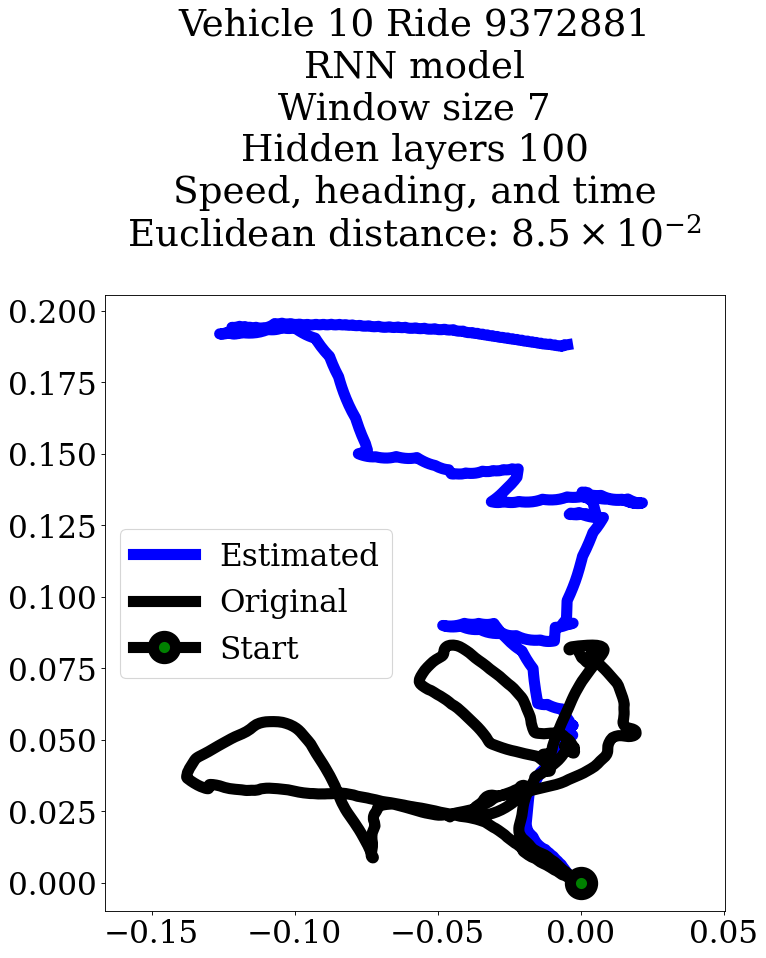 Vehicle 10 Ride 9372881
RNN model
Window size 7
Hidden layers 100
Speed, heading, and time
Euclidean distance: 8.5 × 10⁻²
0.200
0.175
0.150
0.125
0.100
0.075
0.050
0.025
0.000
Estimated
Original
Start
−0.15 −0.10 −0.05 0.00 0.05